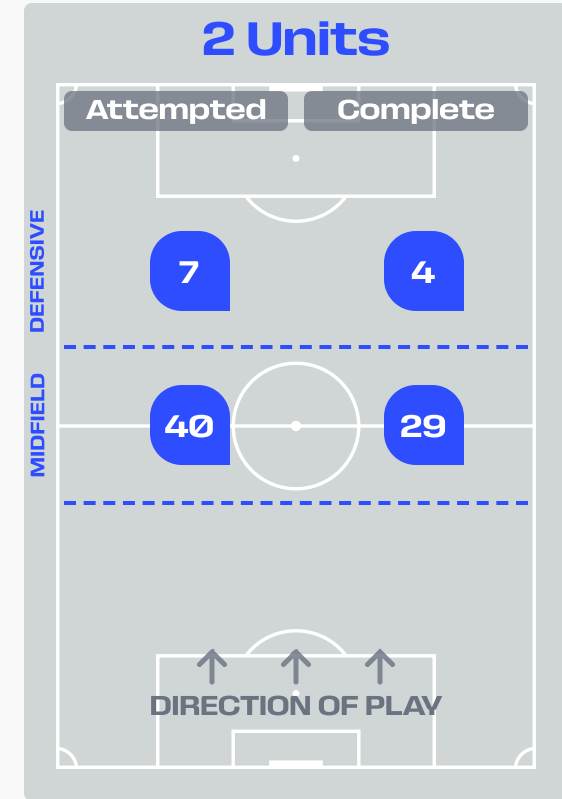 2 Units
Attempted Complete
DEFENSIVE
7 4
MIDFIELD
40 29
DIRECTION OF PLAY